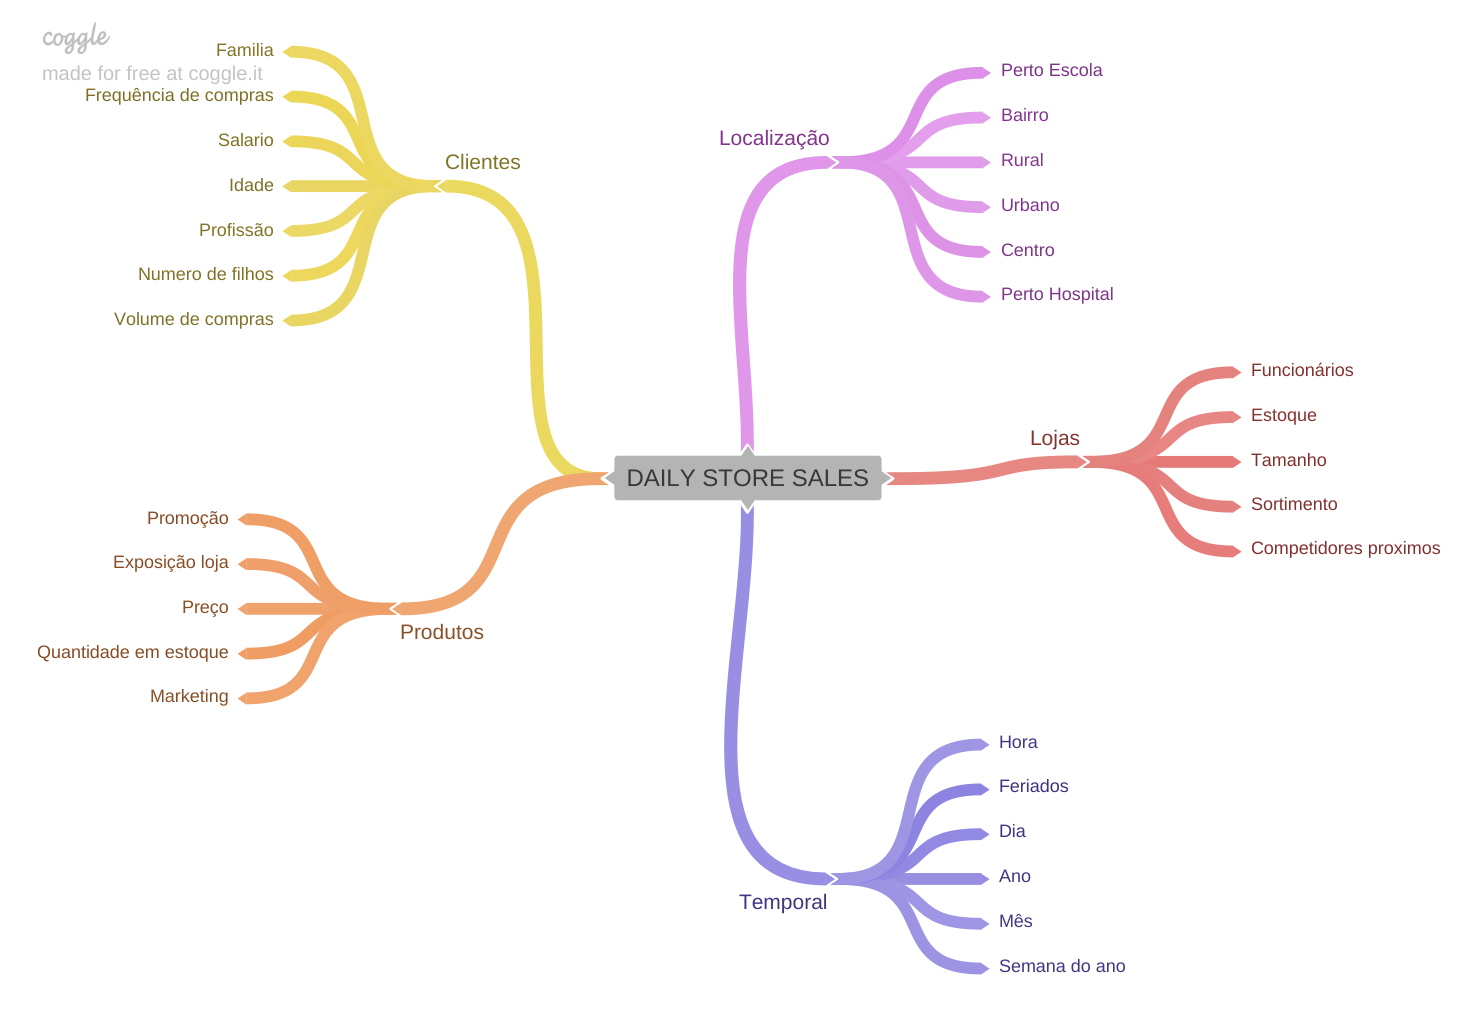 coggle
made for free at coggle.it
Familia
Frequência de compras
Salario
Idade
Profissão
Numero de filhos
Volume de compras
Clientes
Localização
Perto Escola
Bairro
Rural
Urbano
Centro
Perto Hospital
DAILY STORE SALES
Lojas
Funcionários
Estoque
Tamanho
Sortimento
Competidores proximos
Promoção
Exposição loja
Preço
Quantidade em estoque
Marketing
Produtos
Temporal
Hora
Feriados
Dia
Ano
Mês
Semana do ano